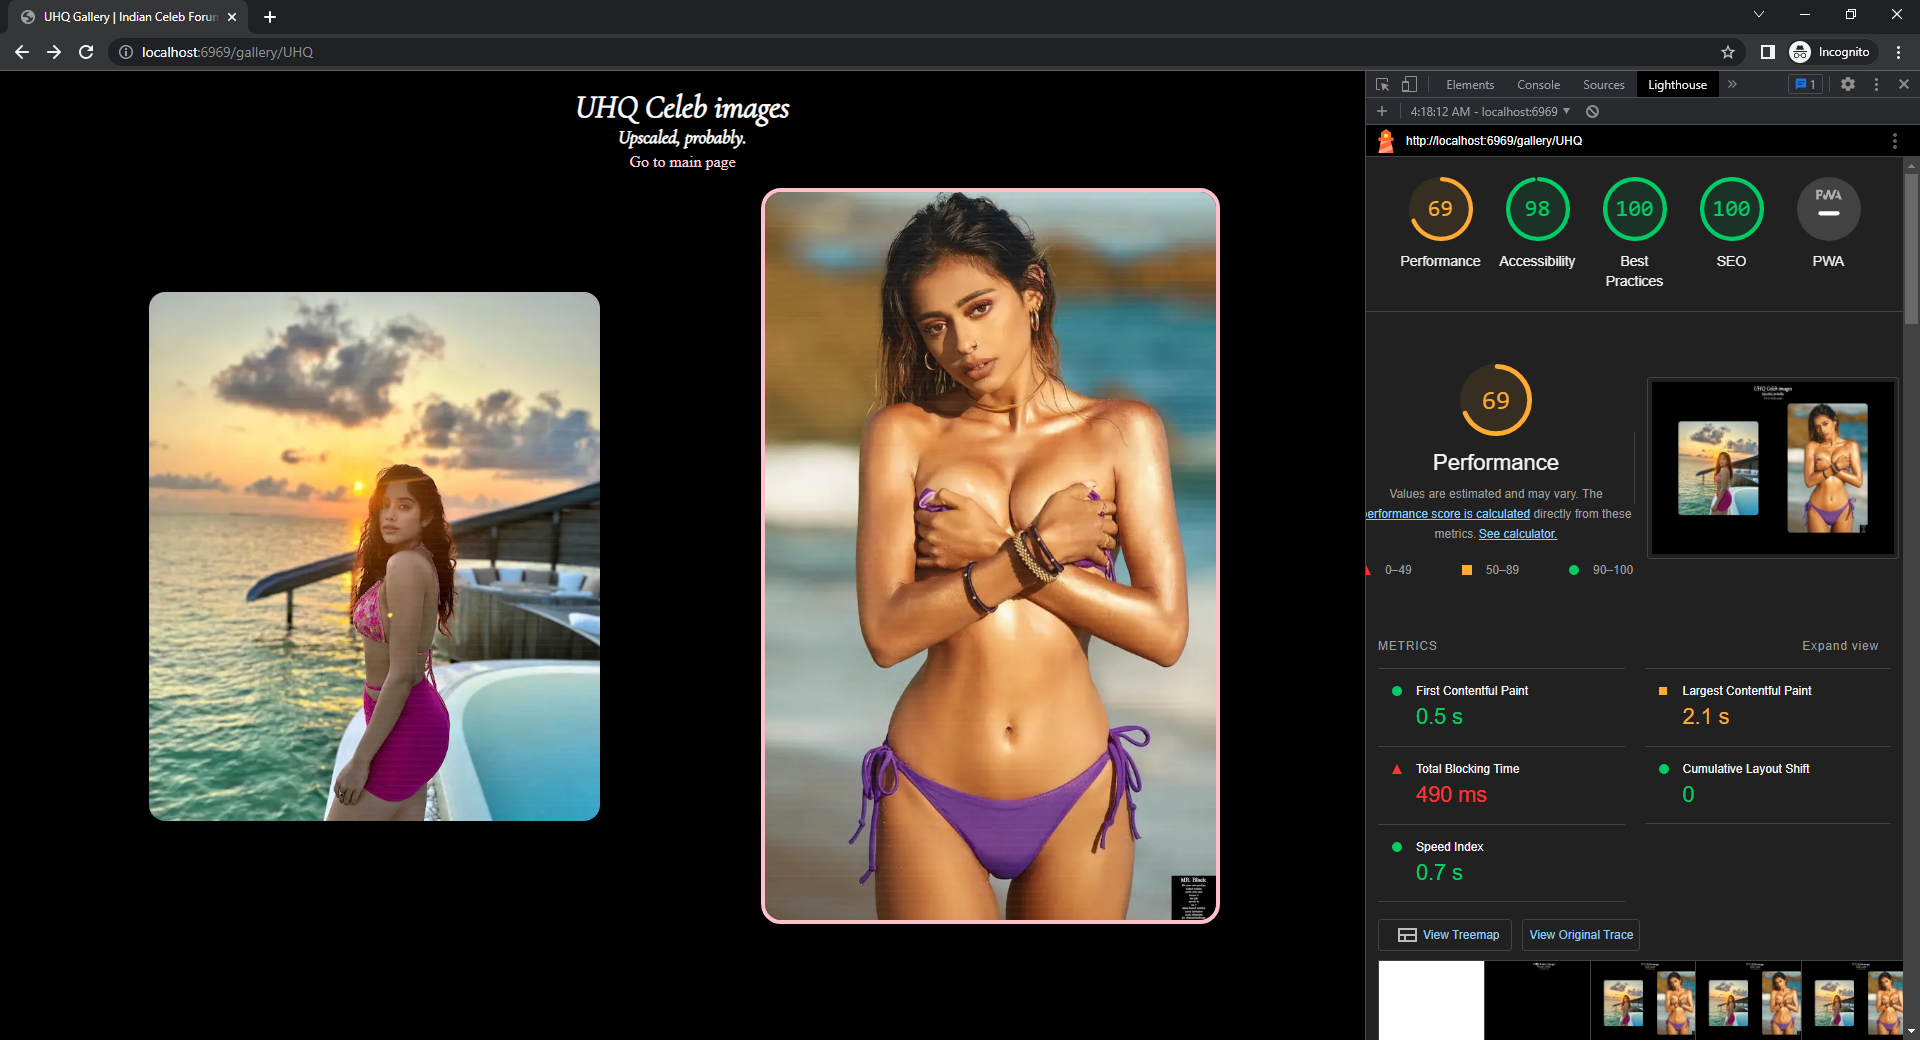 UHQ Gallery | Indian Celeb Forun
localhost:6969/gallery/UHQ
Incognito
UHQ Celeb images
Upscaled, probably.
Go to main page
MR. Black
Elements
Console
Sources
Lighthouse
1
4:18:12 AM - localhost:6969
http://localhost:6969/gallery/UHQ
69
98
100
100
PWA
Performance
Accessibility
Best
Practices
SEO
PWA
69
Performance
Values are estimated and may vary. The
erformance score is calculated directly from these
metrics. See calculator.
0–49
50–89
90–100
METRICS
Expand view
First Contentful Paint
0.5 s
Largest Contentful Paint
2.1 s
Total Blocking Time
490 ms
Cumulative Layout Shift
0
Speed Index
0.7 s
View Treemap
View Original Trace